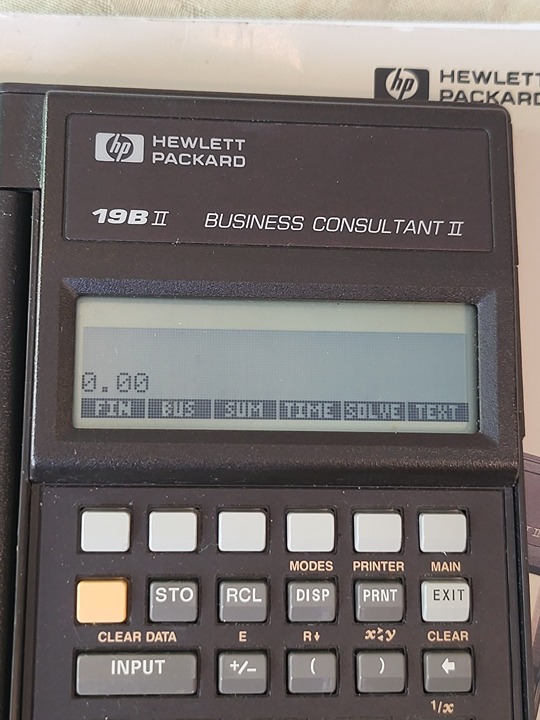 hp HEWLETT
PACKARD
hp HEWLETT
PACKARD
19BII BUSINESS CONSULTANT II
0.00
FIN BUS SUM TIME SOLVE TEXT
MODES PRINTER MAIN
STO RCL DISP PRNT EXIT
CLEAR DATA E R↓ x≷y CLEAR
INPUT +/− ( ) ←
1/x